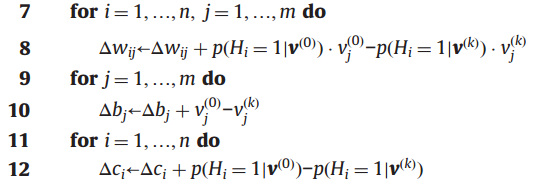 7 for i = 1, ..., n, j = 1, ..., m do
8 Δw_ij ← Δw_ij + p(H_i = 1|v^(0)) · v_j^(0) − p(H_i = 1|v^(k)) · v_j^(k)
9 for j = 1, ..., m do
10 Δb_j ← Δb_j + v_j^(0) − v_j^(k)
11 for i = 1, ..., n do
12 Δc_i ← Δc_i + p(H_i = 1|v^(0)) − p(H_i = 1|v^(k))